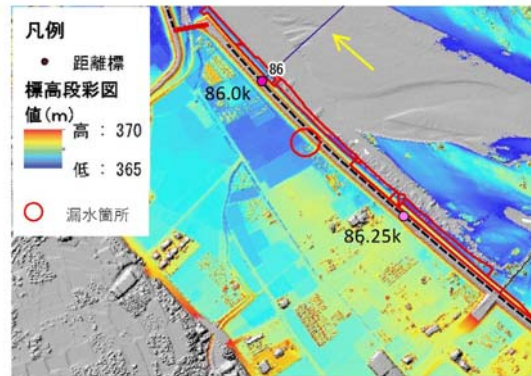 凡例
距離標
標高段彩図
値(m)
高 : 370
低 : 365
漏水箇所
86
86.0k
86.25k